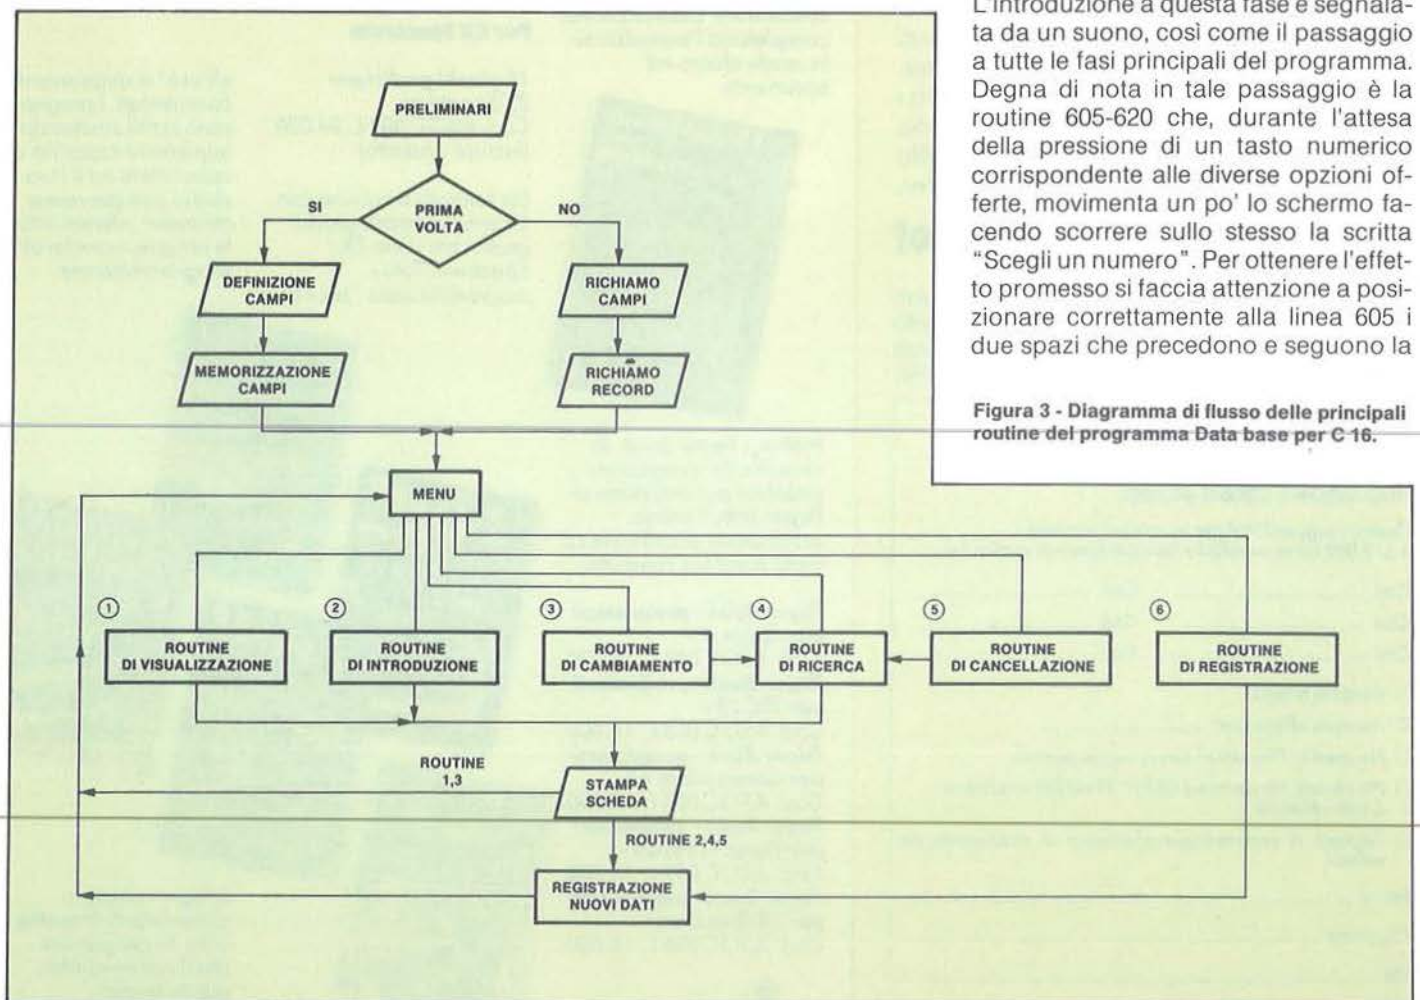 L'introduzione a questa fase è segnala-
ta da un suono, così come il passaggio
a tutte le fasi principali del programma.
Degna di nota in tale passaggio è la
routine 605-620 che, durante l'attesa
della pressione di un tasto numerico
corrispondente alle diverse opzioni of-
ferte, movimenta un po' lo schermo fa-
cendo scorrere sullo stesso la scritta
"Scegli un numero". Per ottenere l'effet-
to promesso si faccia attenzione a posi-
zionare correttamente alla linea 605 i
due spazi che precedono e seguono la
Figura 3 - Diagramma di flusso delle principali
routine del programma Data base per C 16.
PRELIMINARI
SI
PRIMA
VOLTA
NO
DEFINIZIONE
CAMPI
RICHIAMO
CAMPI
MEMORIZZAZIONE
CAMPI
RICHIAMO
RECORD
MENU
1
2
3
4
5
6
ROUTINE
DI VISUALIZZAZIONE
ROUTINE
DI INTRODUZIONE
ROUTINE
DI CAMBIAMENTO
ROUTINE
DI RICERCA
ROUTINE
DI CANCELLAZIONE
ROUTINE
DI REGISTRAZIONE
ROUTINE
1,3
STAMPA
SCHEDA
ROUTINE 2,4,5
REGISTRAZIONE
NUOVI DATI